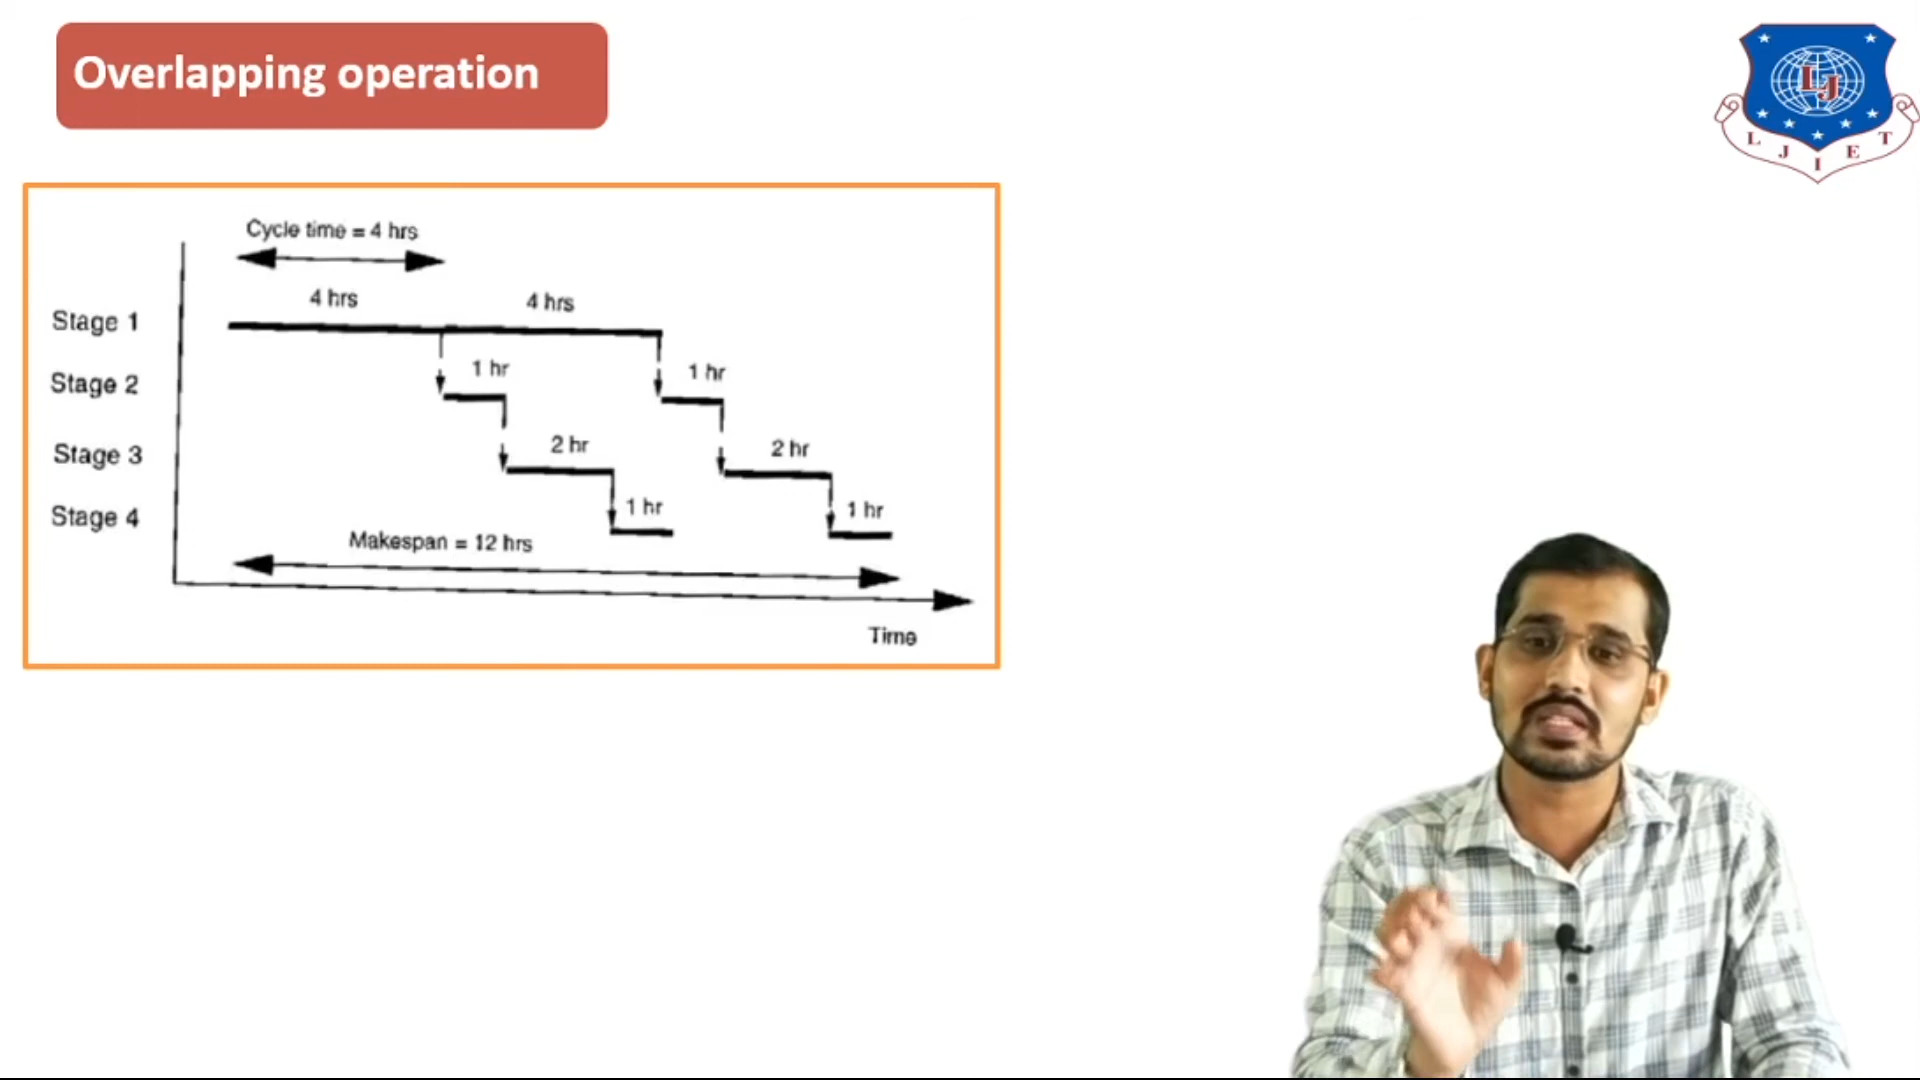 Overlapping operation
L J I E T
LJ
Cycle time = 4 hrs
4 hrs
4 hrs
Stage 1
1 hr
1 hr
Stage 2
2 hr
2 hr
Stage 3
1 hr
1 hr
Stage 4
Makespan = 12 hrs
Time